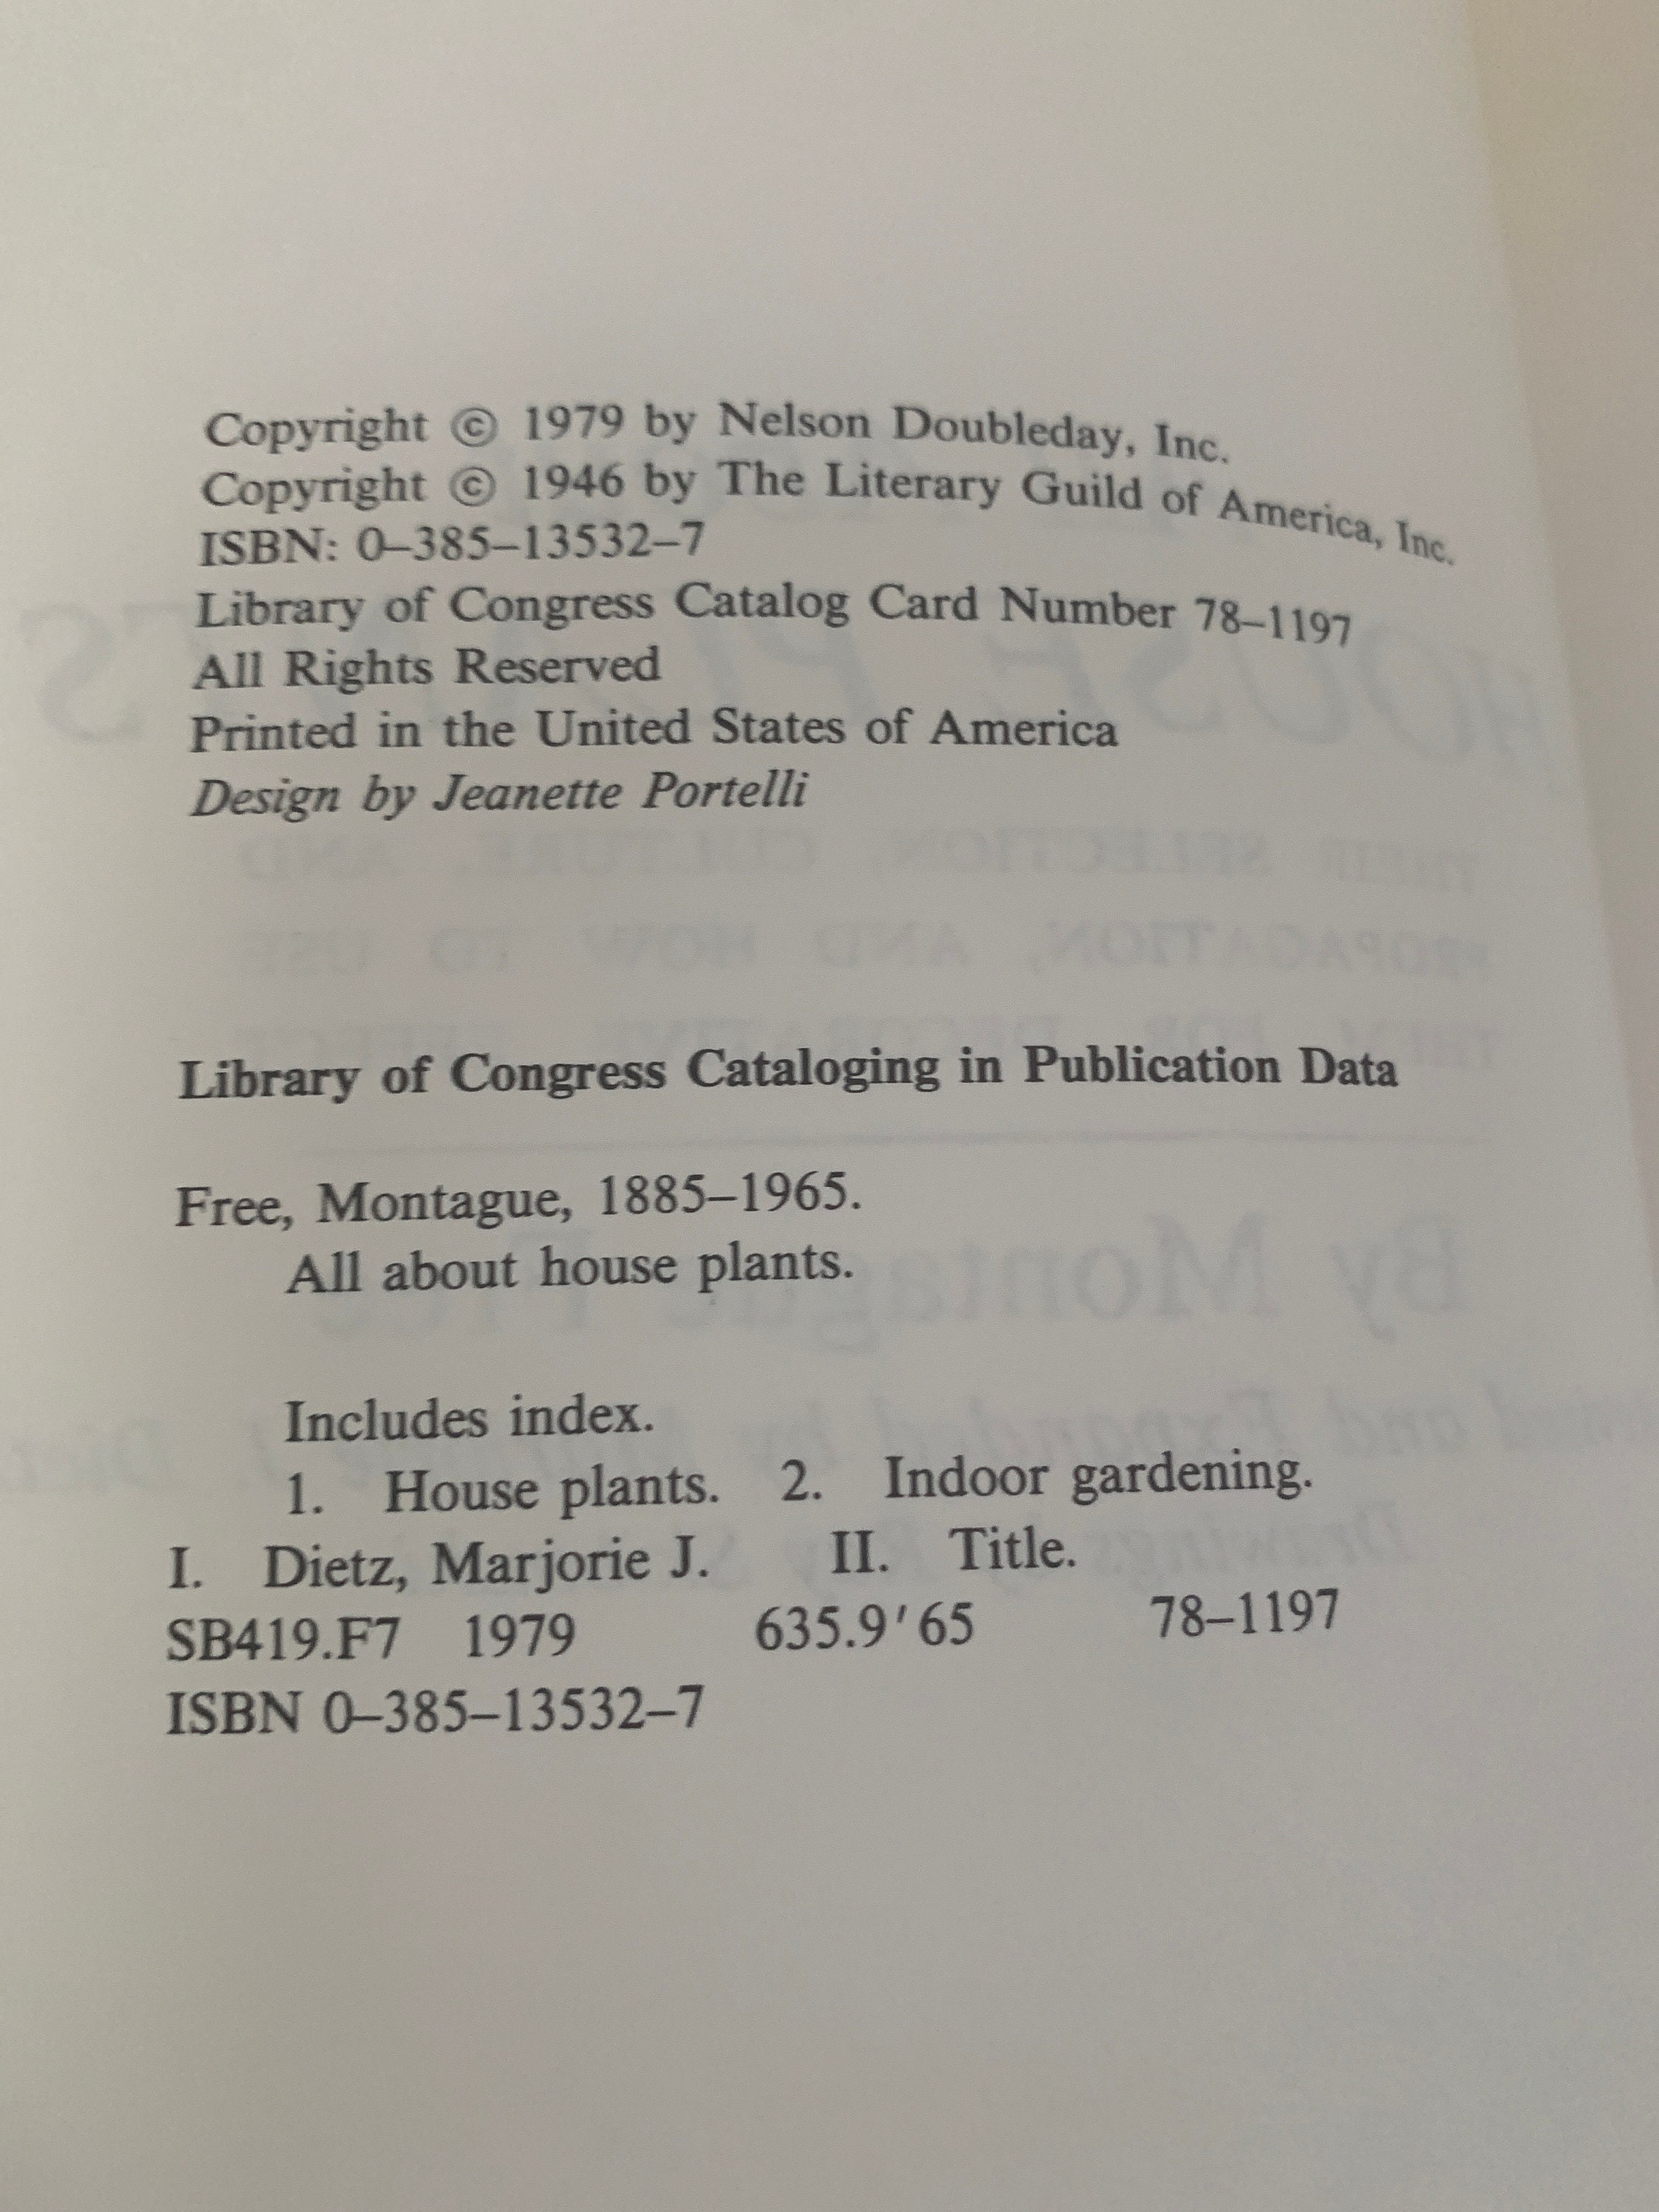 Copyright © 1979 by Nelson Doubleday, Inc.
Copyright © 1946 by The Literary Guild of America, Inc.
ISBN: 0–385–13532–7
Library of Congress Catalog Card Number 78–1197
All Rights Reserved
Printed in the United States of America
Design by Jeanette Portelli
Library of Congress Cataloging in Publication Data
Free, Montague, 1885–1965.
All about house plants.
Includes index.
1. House plants. 2. Indoor gardening.
I. Dietz, Marjorie J. II. Title.
SB419.F7 1979 635.9′65 78–1197
ISBN 0–385–13532–7